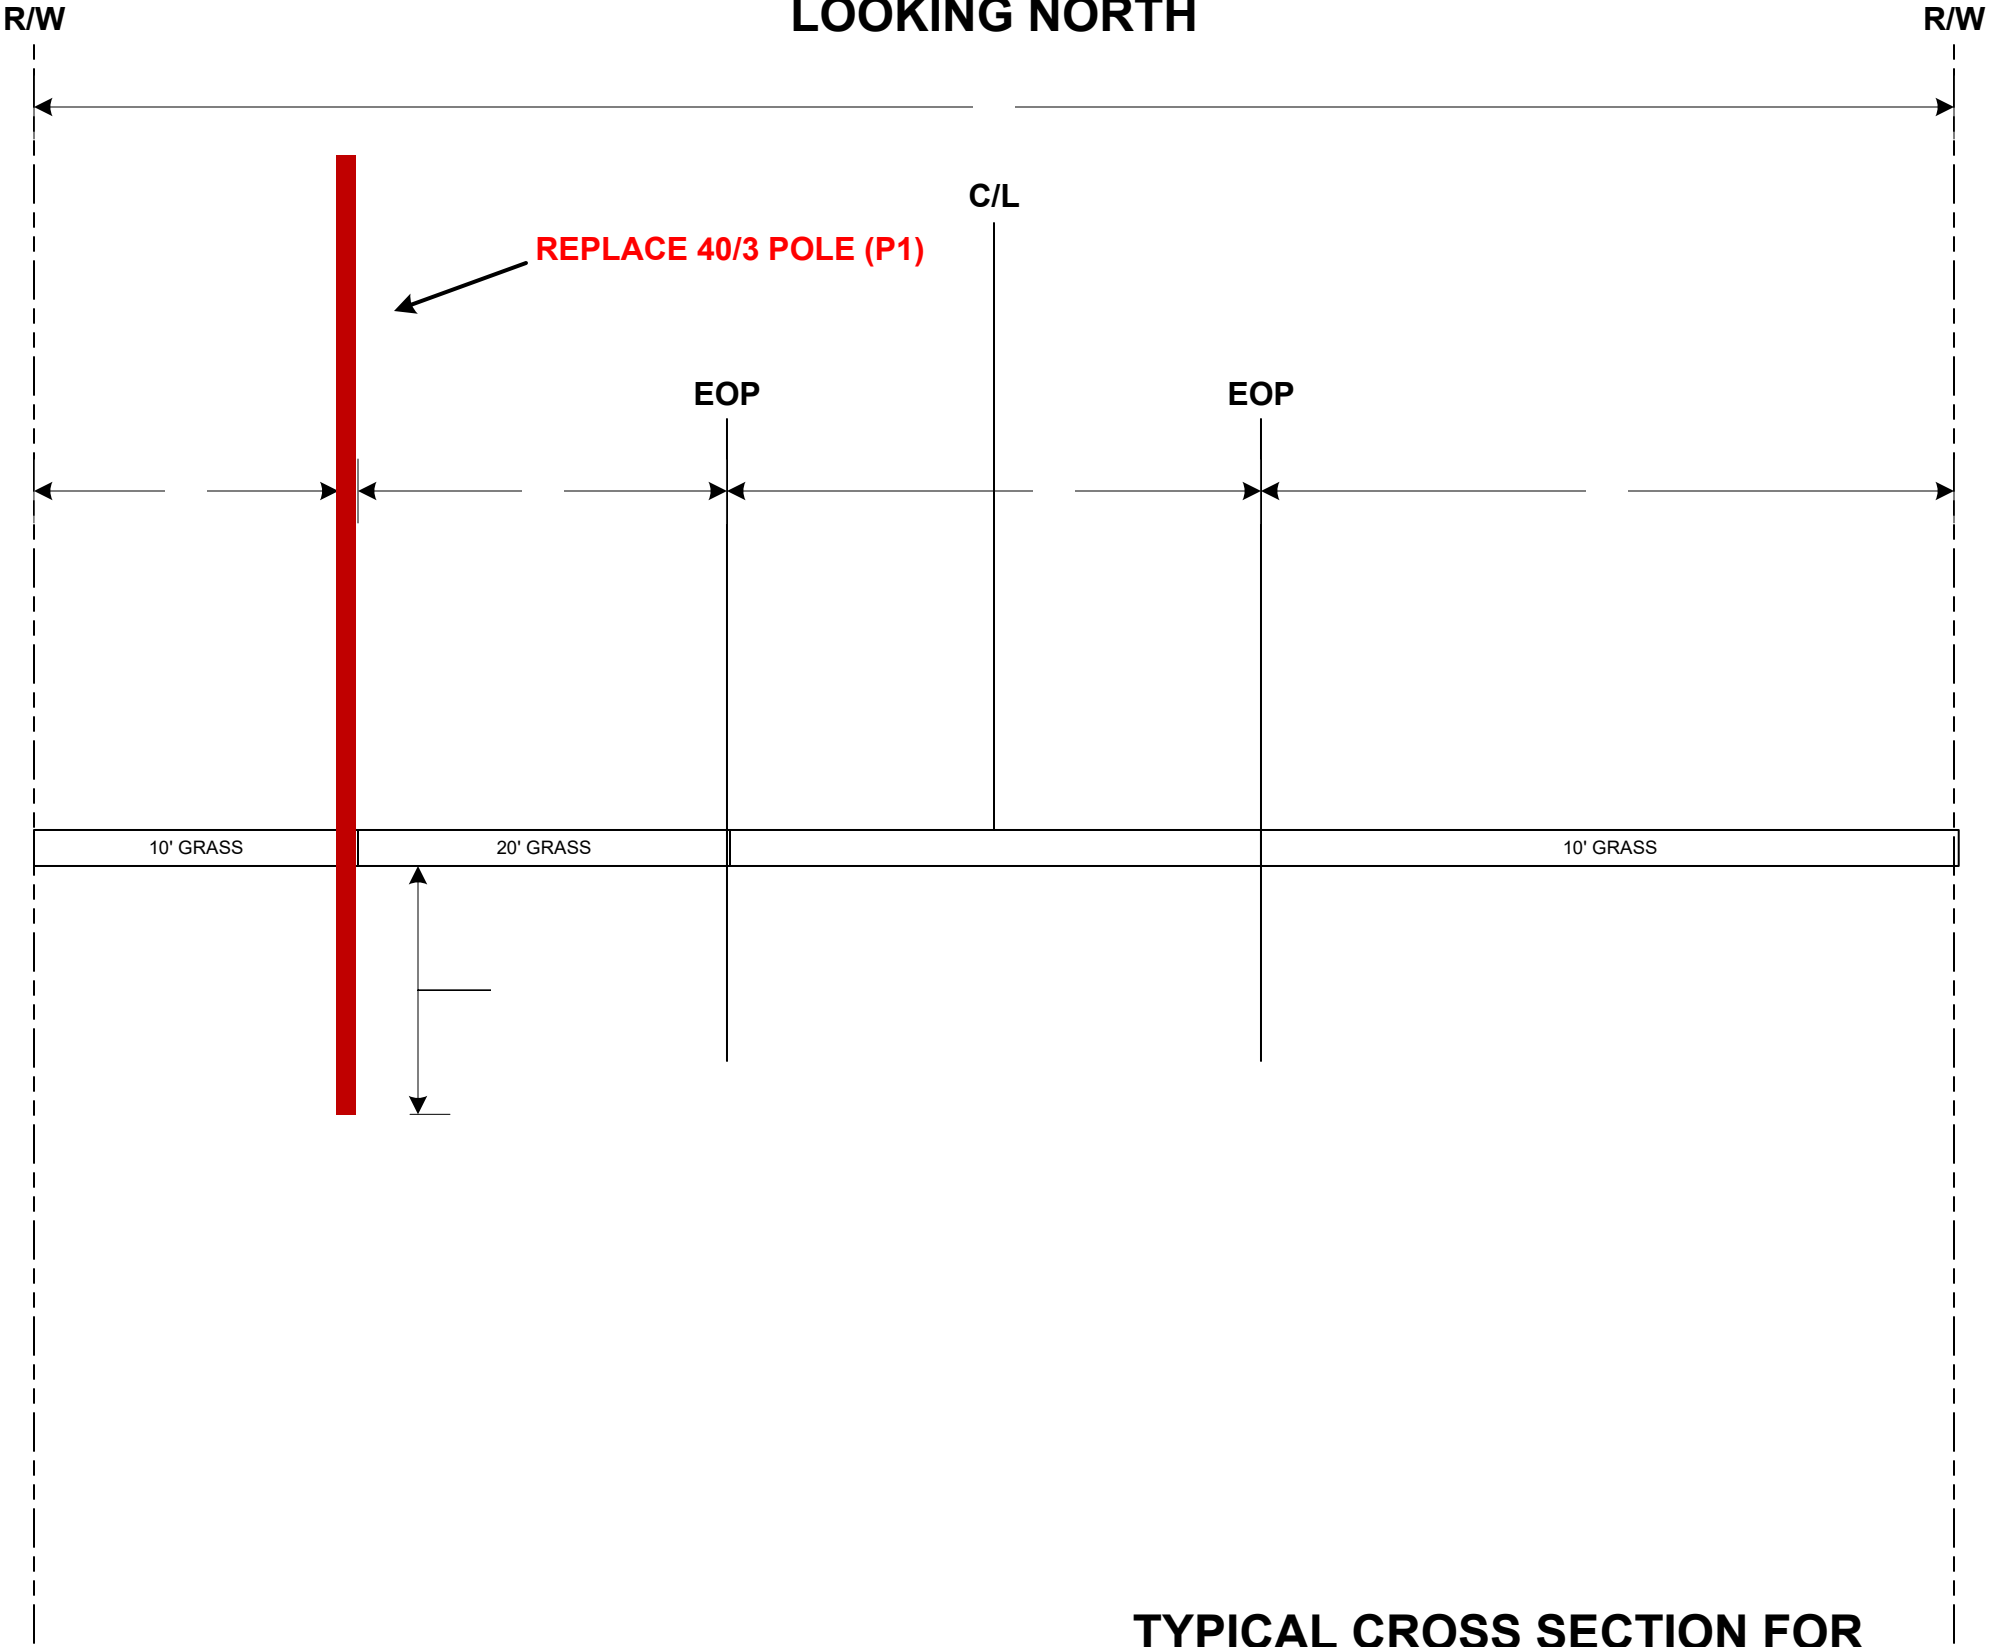 LOOKING NORTH
R/W
R/W
C/L
REPLACE 40/3 POLE (P1)
EOP
EOP
10' GRASS
20' GRASS
10' GRASS
TYPICAL CROSS SECTION FOR